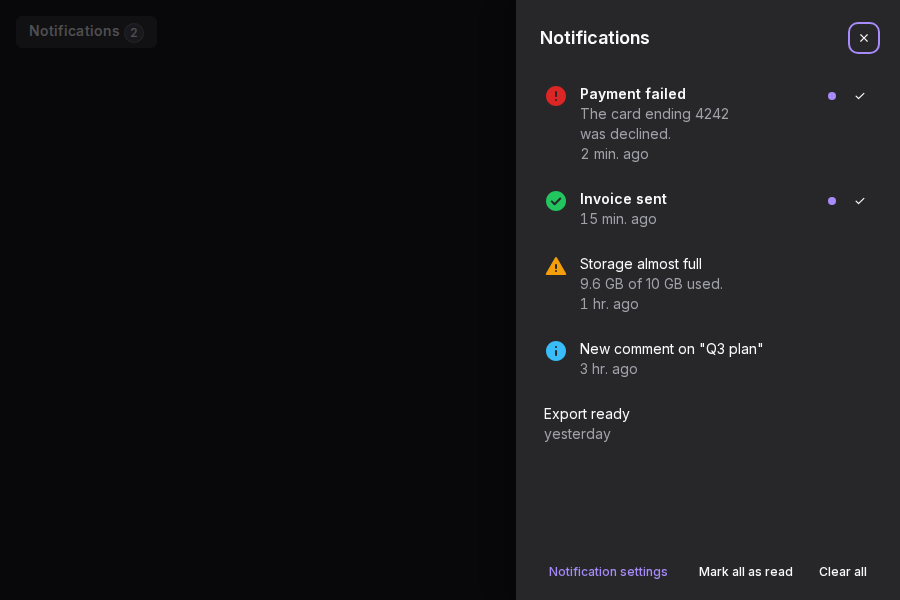 Notifications 2
Notifications
Payment failed
The card ending 4242
was declined.
2 min. ago
Invoice sent
15 min. ago
Storage almost full
9.6 GB of 10 GB used.
1 hr. ago
New comment on "Q3 plan"
3 hr. ago
Export ready
yesterday
Notification settings
Mark all as read
Clear all